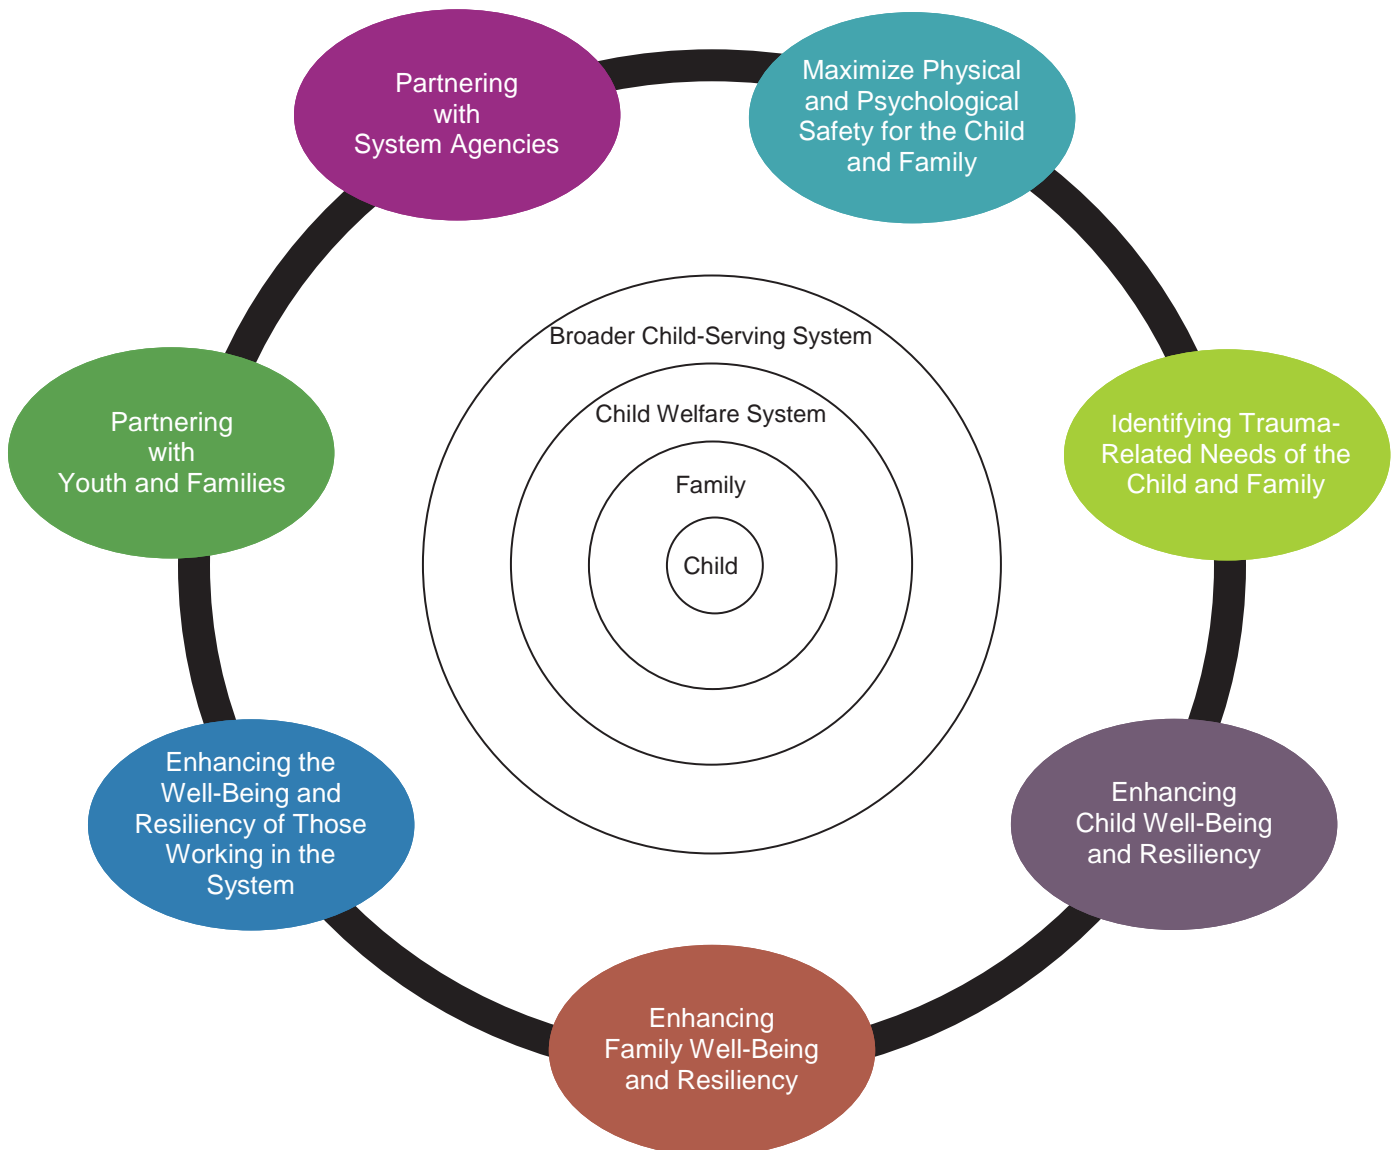 Partnering
with
System Agencies
Maximize Physical
and Psychological
Safety for the Child
and Family
Broader Child-Serving System
Child Welfare System
Family
Child
Partnering
with
Youth and Families
Identifying Trauma-
Related Needs of the
Child and Family
Enhancing the
Well-Being and
Resiliency of Those
Working in the
System
Enhancing
Child Well-Being
and Resiliency
Enhancing
Family Well-Being
and Resiliency